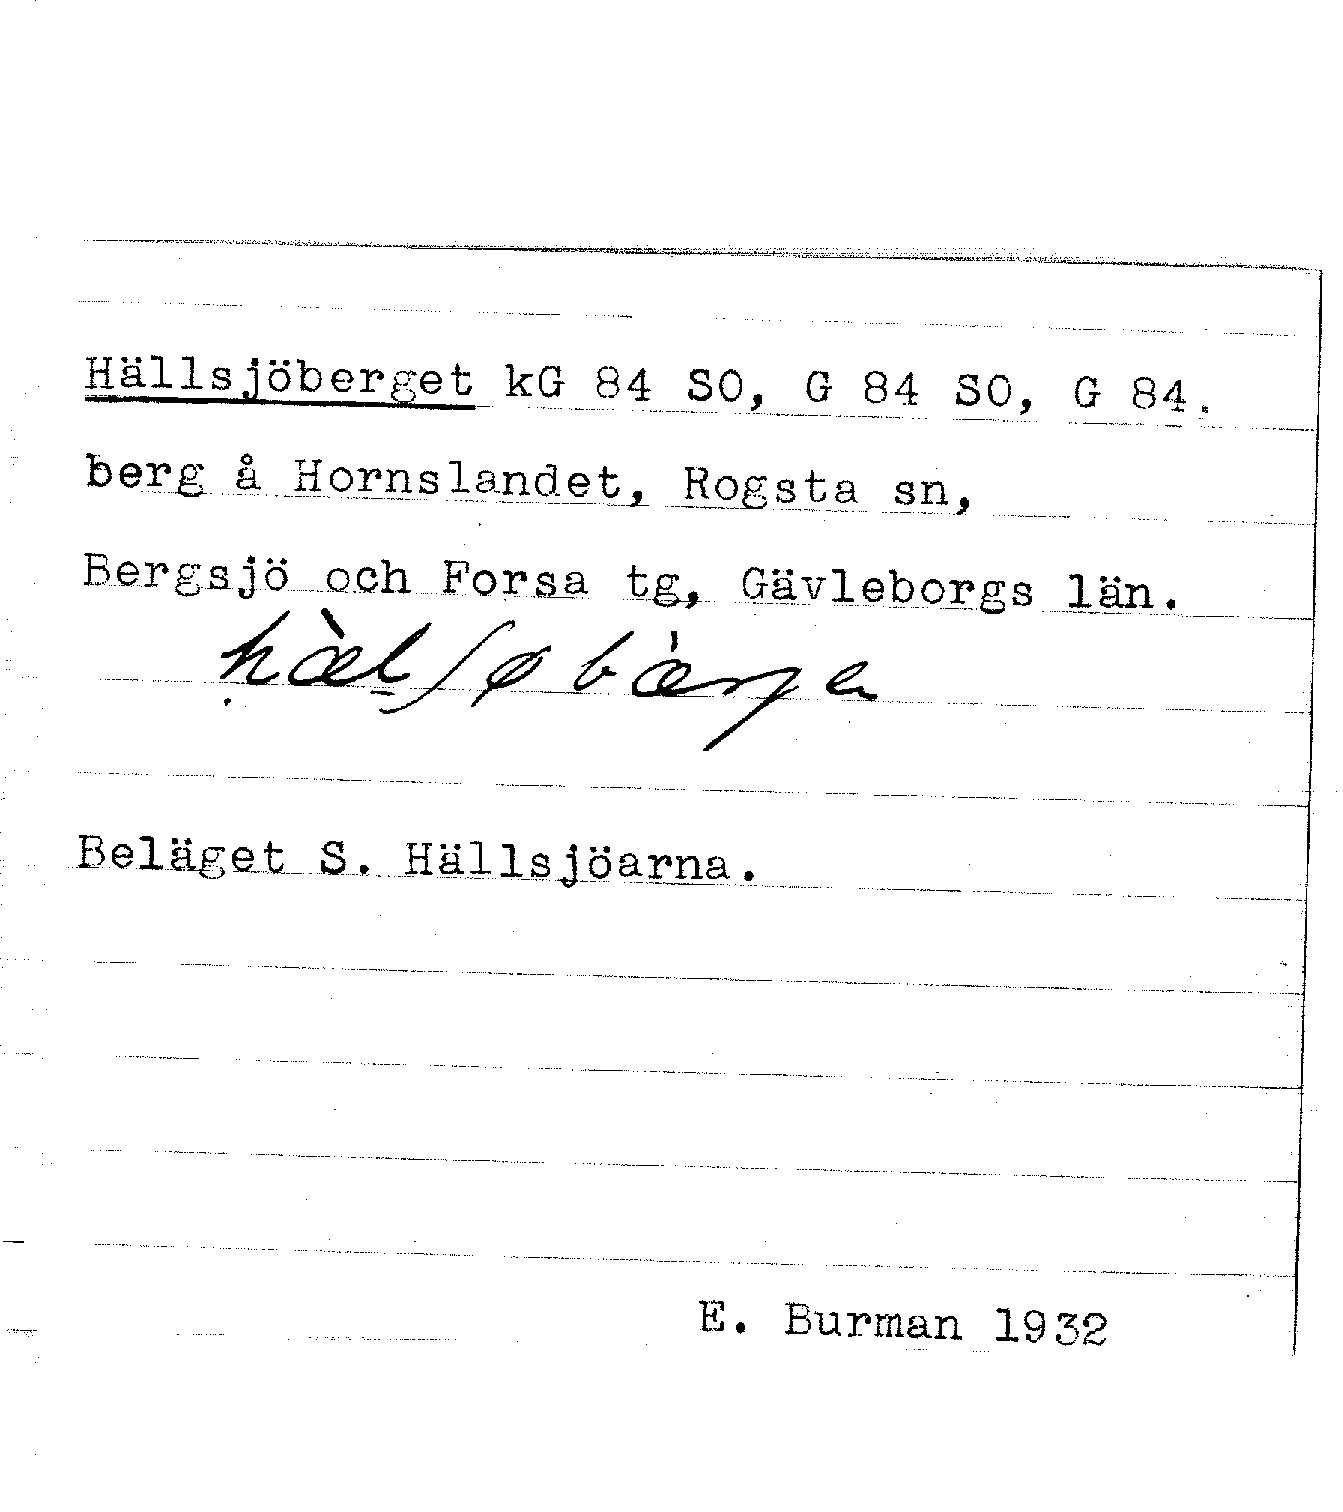 Hällsjöberget kG 84 SO, G 84 SO, G 84.
berg å Hornslandet, Rogsta sn,
Bergsjö och Forsa tg, Gävleborgs län.
Beläget S. Hällsjöarna.
E. Burman 1932